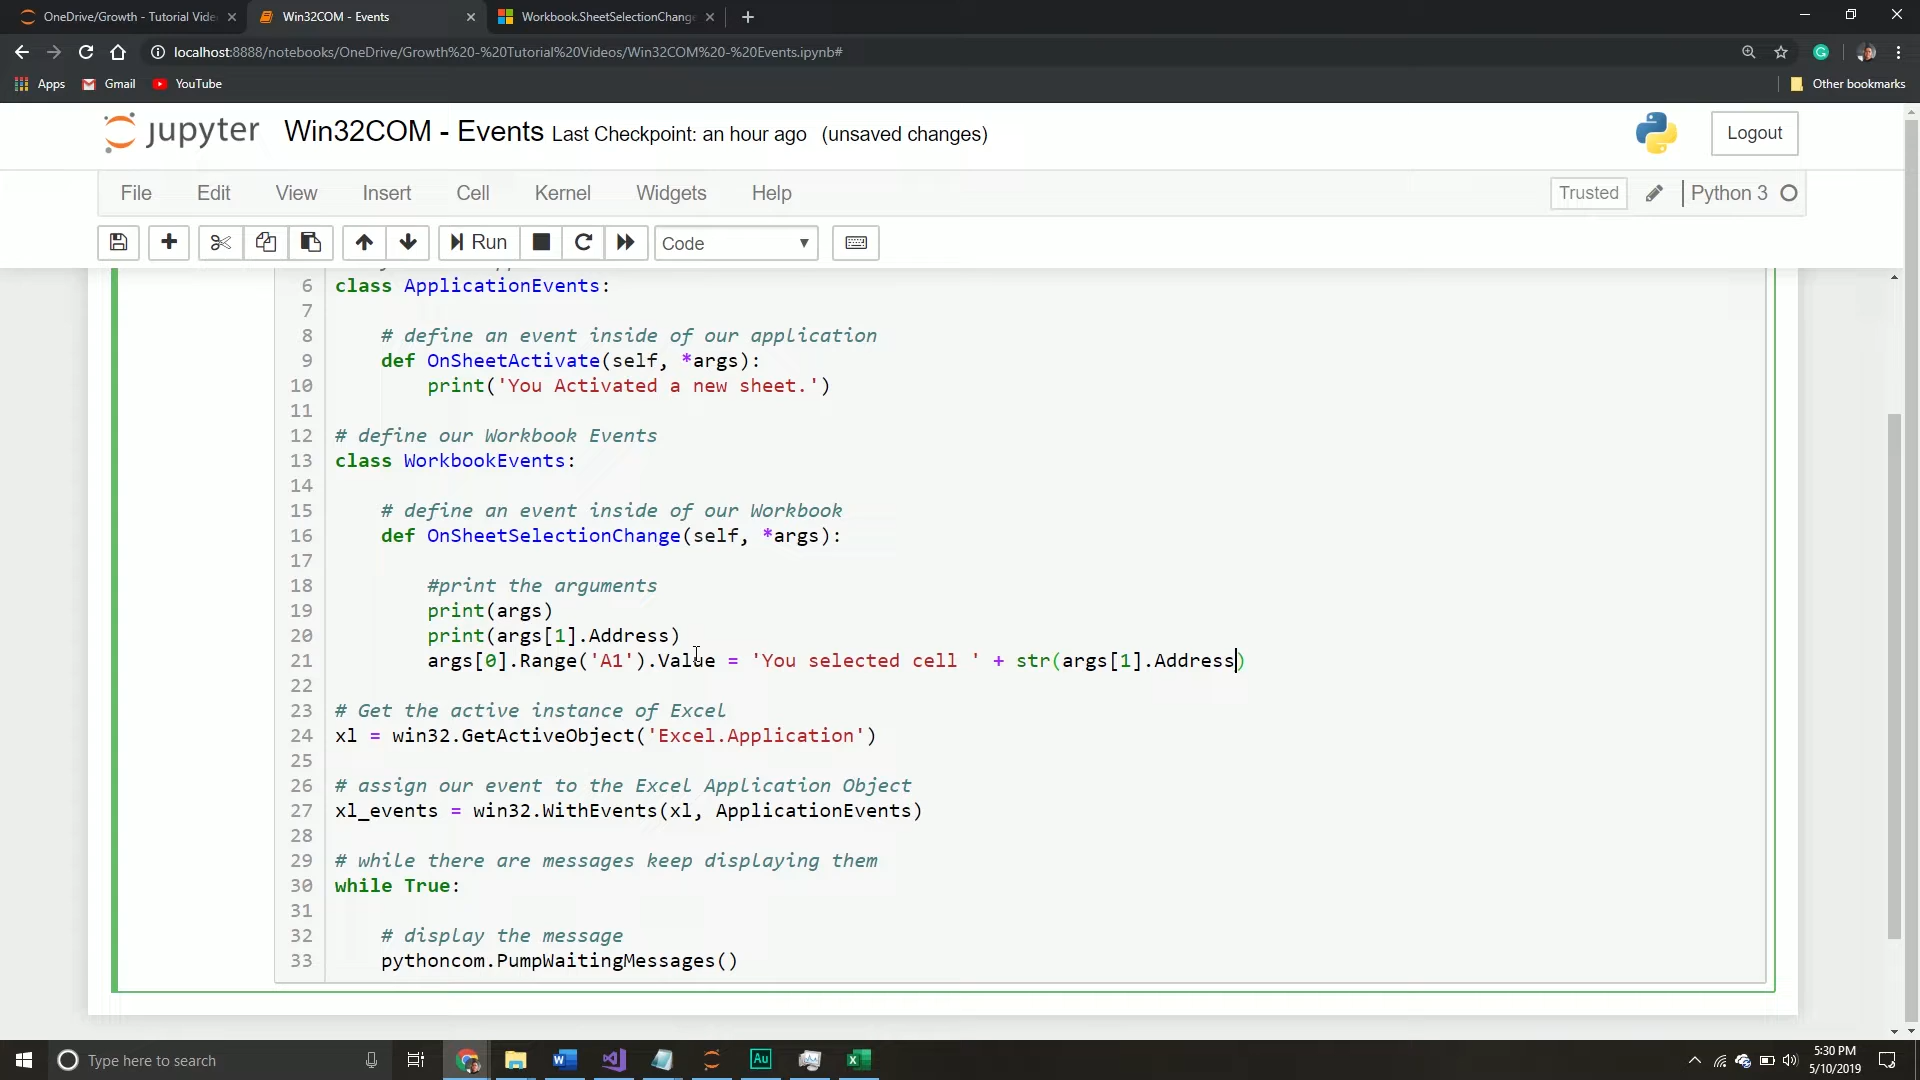 OneDrive/Growth - Tutorial Vide
Win32COM - Events
Workbook.SheetSelectionChange
localhost:8888/notebooks/OneDrive/Growth%20-%20Tutorial%20Videos/Win32COM%20-%20Events.ipynb#
Apps
Gmail
YouTube
Other bookmarks
jupyter
Win32COM - Events Last Checkpoint: an hour ago (unsaved changes)
Logout
File Edit View Insert Cell Kernel Widgets Help
Trusted
Python 3
Run
Code
6 class ApplicationEvents:
7
8 # define an event inside of our application
9 def OnSheetActivate(self, *args):
10 print('You Activated a new sheet.')
11
12 # define our Workbook Events
13 class WorkbookEvents:
14
15 # define an event inside of our Workbook
16 def OnSheetSelectionChange(self, *args):
17
18 #print the arguments
19 print(args)
20 print(args[1].Address)
21 args[0].Range('A1').Value = 'You selected cell ' + str(args[1].Address)
22
23 # Get the active instance of Excel
24 xl = win32.GetActiveObject('Excel.Application')
25
26 # assign our event to the Excel Application Object
27 xl_events = win32.WithEvents(xl, ApplicationEvents)
28
29 # while there are messages keep displaying them
30 while True:
31
32 # display the message
33 pythoncom.PumpWaitingMessages()
Type here to search
Au
5:30 PM
5/10/2019